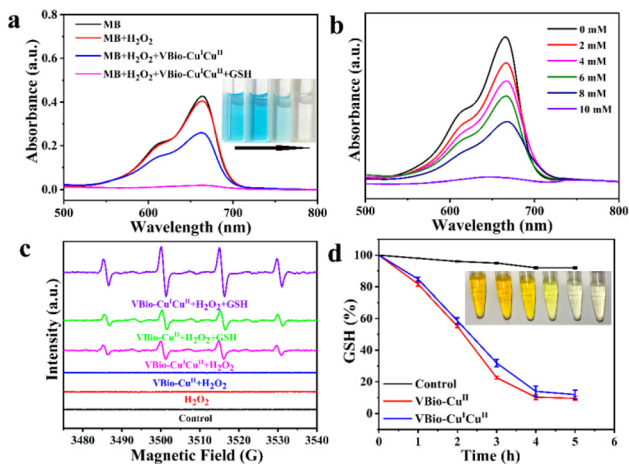 a
MB
MB+H₂O₂
MB+H₂O₂+VBio-CuᴵCuᴵᴵ
MB+H₂O₂+VBio-CuᴵCuᴵᴵ+GSH
Absorbance (a.u.)
0.8
0.6
0.4
0.2
0.0
500 600 700 800
Wavelength (nm)
b
0 mM
2 mM
4 mM
6 mM
8 mM
10 mM
Absorbance (a.u.)
500 600 700 800
Wavelength (nm)
c
VBio-CuᴵCuᴵᴵ+H₂O₂+GSH
VBio-Cuᴵᴵ+H₂O₂+GSH
VBio-CuᴵCuᴵᴵ+H₂O₂
VBio-Cuᴵᴵ+H₂O₂
H₂O₂
Control
Intensity (a.u.)
3480 3490 3500 3510 3520 3530 3540
Magnetic Field (G)
d
GSH (%)
100
80
60
40
20
0
Control
VBio-Cuᴵᴵ
VBio-CuᴵCuᴵᴵ
0 1 2 3 4 5 6
Time (h)